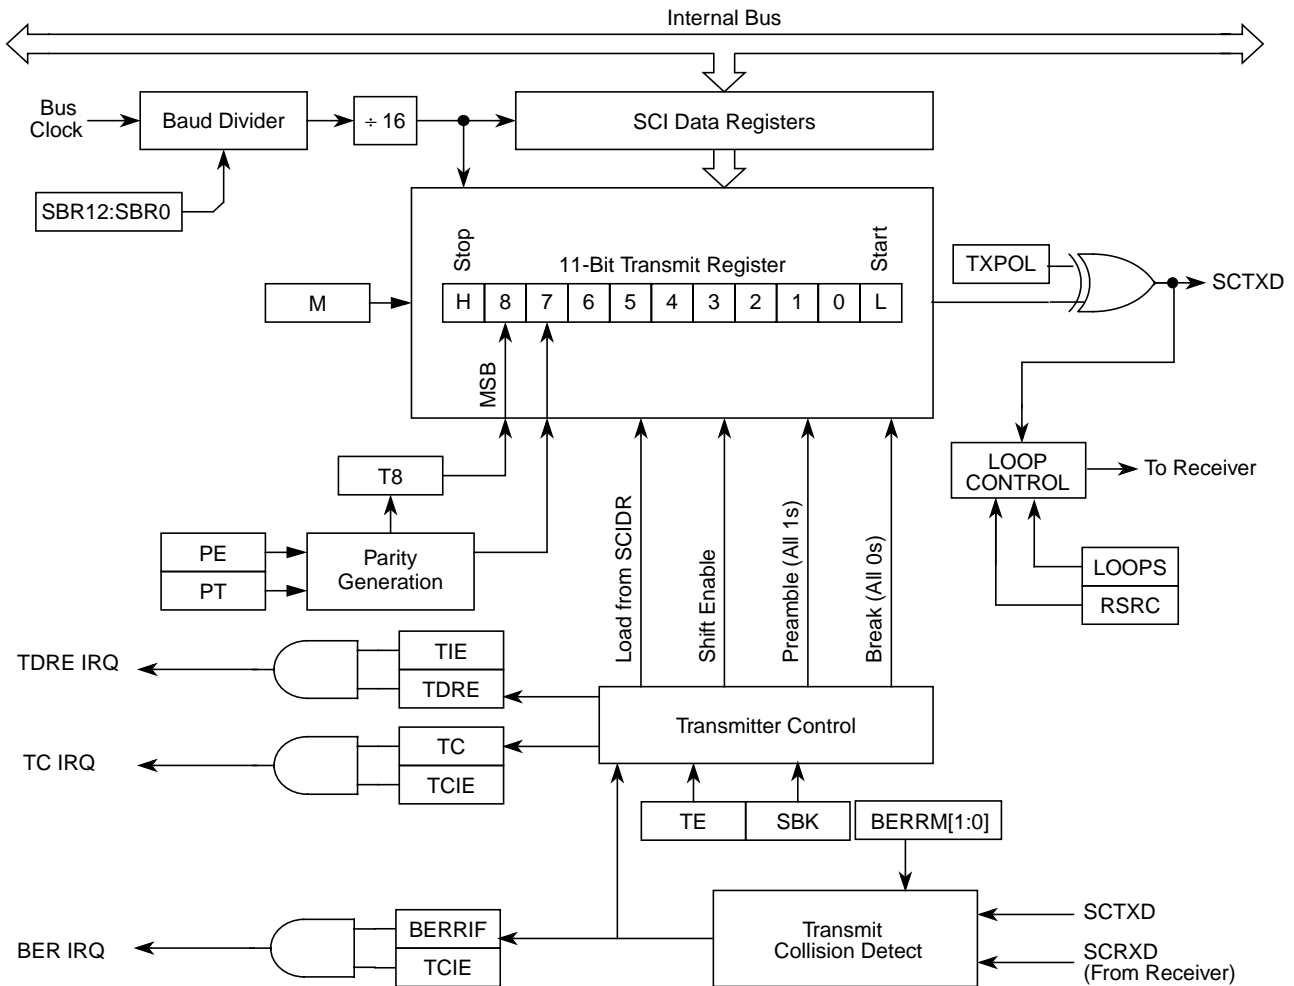 Internal Bus
Bus
Clock
Baud Divider
÷ 16
SCI Data Registers
SBR12:SBR0
Stop
11-Bit Transmit Register
Start
TXPOL
SCTXD
M
H 8 7 6 5 4 3 2 1 0 L
MSB
T8
LOOP
CONTROL
To Receiver
PE
PT
Parity
Generation
Load from SCIDR
Shift Enable
Preamble (All 1s)
Break (All 0s)
LOOPS
RSRC
TDRE IRQ
TIE
TDRE
Transmitter Control
TC IRQ
TC
TCIE
TE
SBK
BERRM[1:0]
BER IRQ
BERRIF
TCIE
Transmit
Collision Detect
SCTXD
SCRXD
(From Receiver)